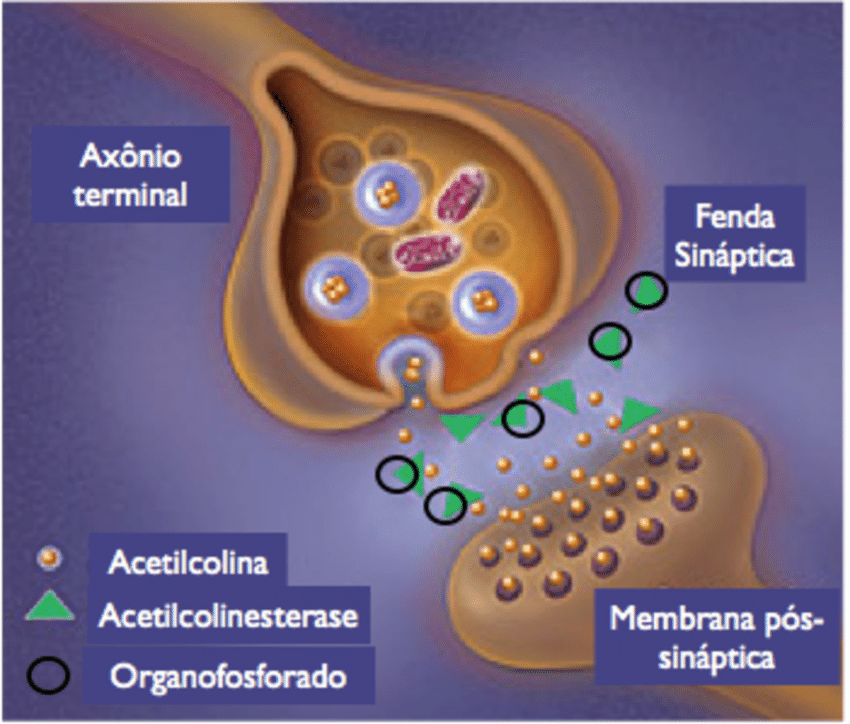 Axônio
terminal
Fenda
Sináptica
Acetilcolina
Acetilcolinesterase
Organofosforado
Membrana pós-
sináptica